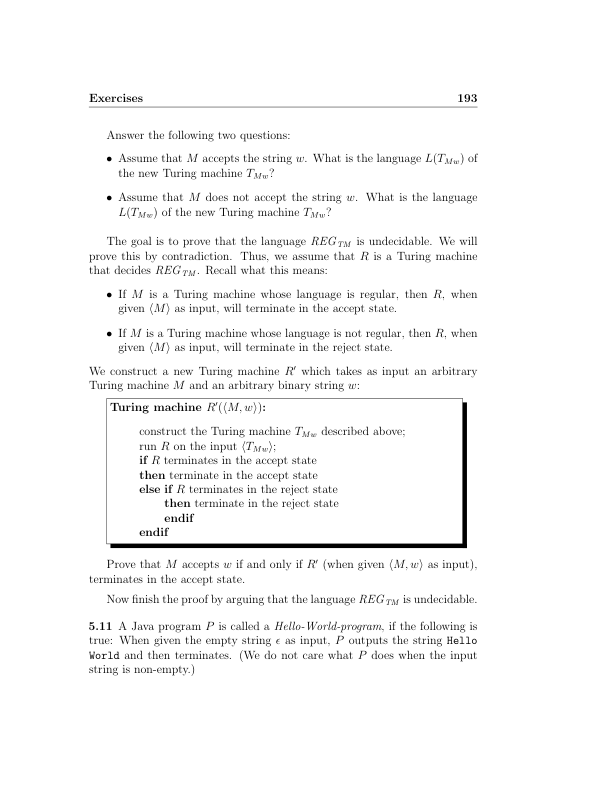 Exercises 193
Answer the following two questions:
• Assume that M accepts the string w. What is the language L(T_{Mw}) of
the new Turing machine T_{Mw}?
• Assume that M does not accept the string w. What is the language
L(T_{Mw}) of the new Turing machine T_{Mw}?
The goal is to prove that the language REG_{TM} is undecidable. We will
prove this by contradiction. Thus, we assume that R is a Turing machine
that decides REG_{TM}. Recall what this means:
• If M is a Turing machine whose language is regular, then R, when
given ⟨M⟩ as input, will terminate in the accept state.
• If M is a Turing machine whose language is not regular, then R, when
given ⟨M⟩ as input, will terminate in the reject state.
We construct a new Turing machine R′ which takes as input an arbitrary
Turing machine M and an arbitrary binary string w:
Turing machine R′(⟨M, w⟩):
construct the Turing machine T_{Mw} described above;
run R on the input ⟨T_{Mw}⟩;
if R terminates in the accept state
then terminate in the accept state
else if R terminates in the reject state
then terminate in the reject state
endif
endif
Prove that M accepts w if and only if R′ (when given ⟨M, w⟩ as input),
terminates in the accept state.
Now finish the proof by arguing that the language REG_{TM} is undecidable.
5.11 A Java program P is called a Hello-World-program, if the following is
true: When given the empty string ϵ as input, P outputs the string Hello
World and then terminates. (We do not care what P does when the input
string is non-empty.)